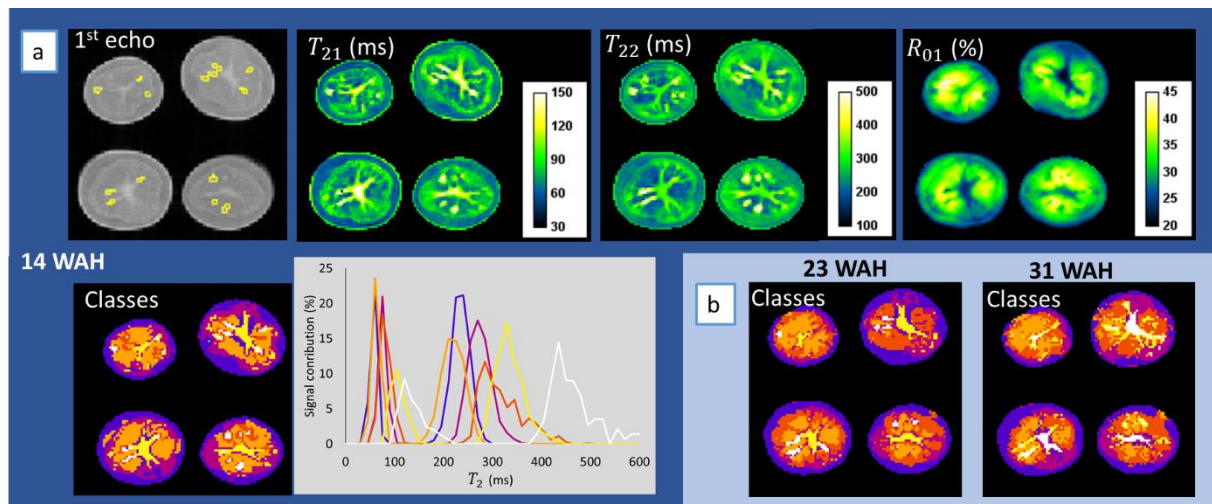 a
1st echo
T21 (ms)
150
120
90
60
30
T22 (ms)
500
400
300
200
100
R01 (%)
45
40
35
30
25
20
14 WAH
Classes
Signal conribution (%)
25
20
15
10
5
0
0 100 200 300 400 500 600
T2 (ms)
b
23 WAH
Classes
31 WAH
Classes